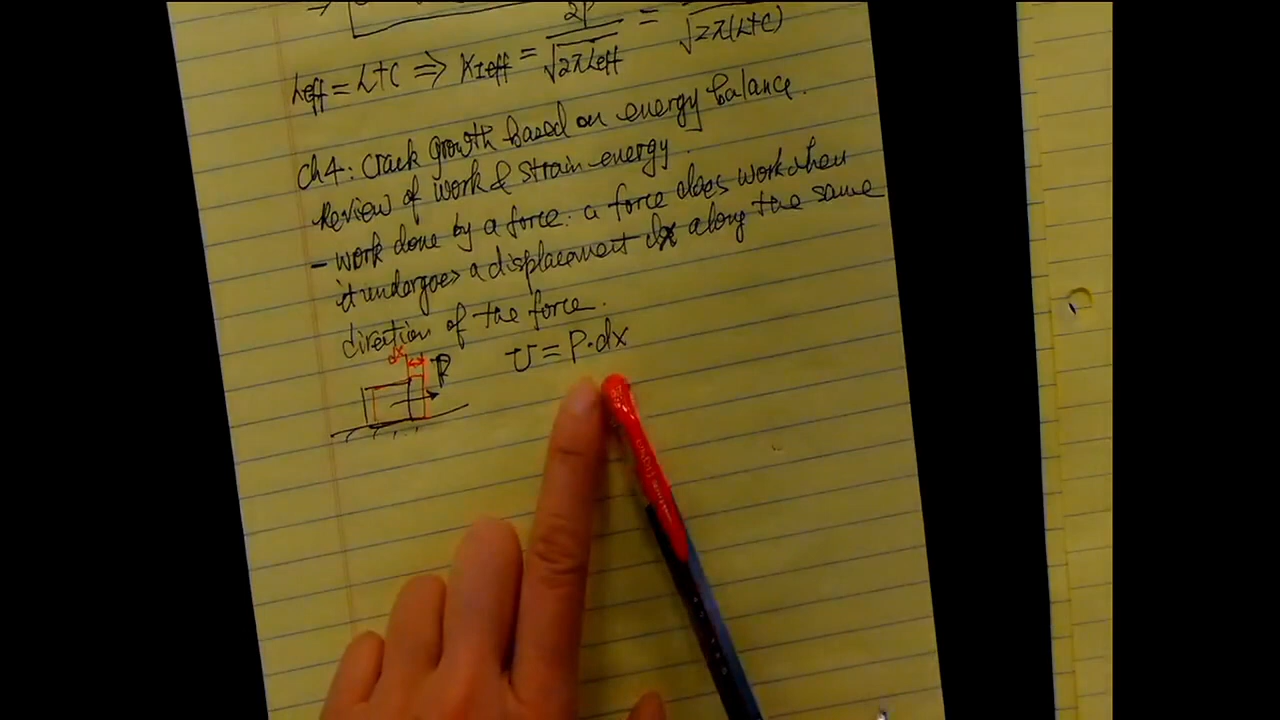 Leff = L+C ⇒ KIeff = 2P/√2πLeff = /√2π(L+C)
Ch4: Crack growth based on energy balance.
Review of work & strain energy.
- work done by a force: a force does work when
it undergoes a displacement dx along the same
direction of the force.
dx P U = P·dx